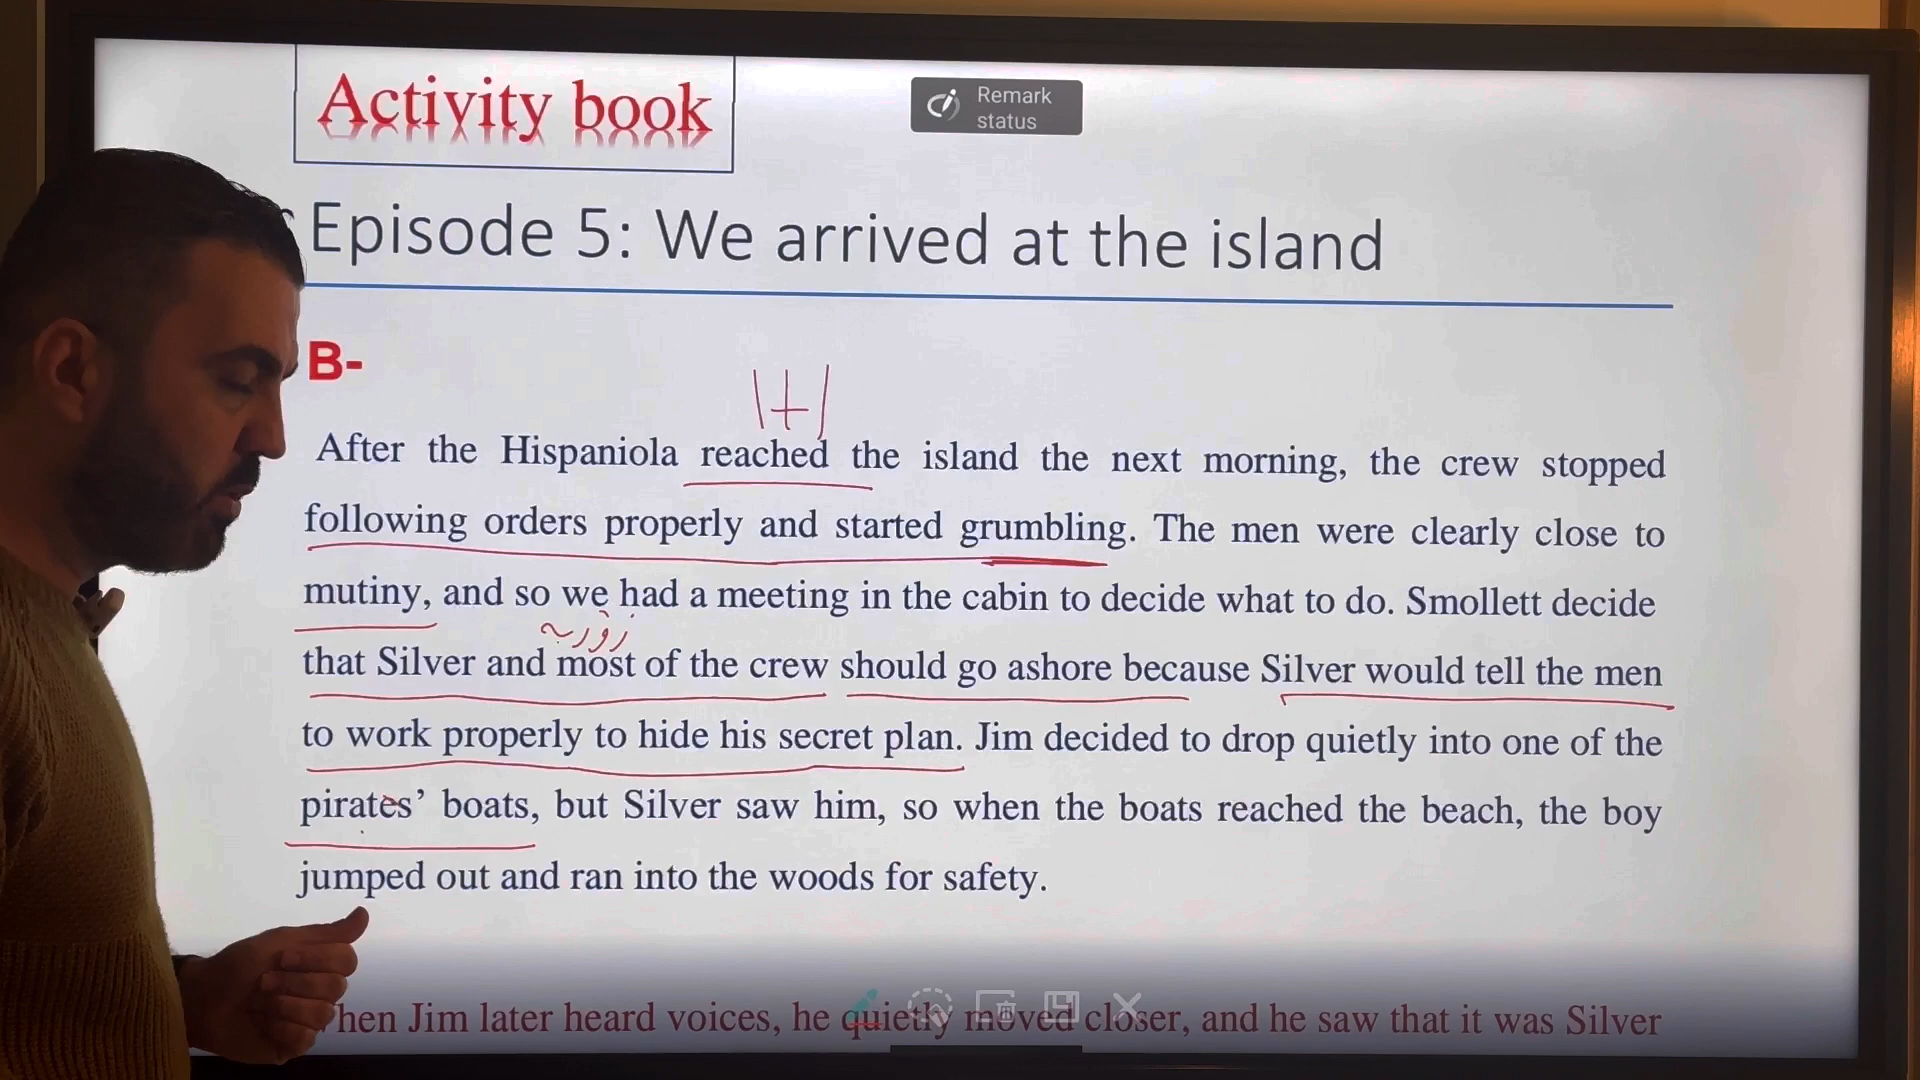 Activity book
Remark
status
Episode 5: We arrived at the island
B-
After the Hispaniola reached the island the next morning, the crew stopped
following orders properly and started grumbling. The men were clearly close to
mutiny, and so we had a meeting in the cabin to decide what to do. Smollett decide
that Silver and most of the crew should go ashore because Silver would tell the men
to work properly to hide his secret plan. Jim decided to drop quietly into one of the
pirates’ boats, but Silver saw him, so when the boats reached the beach, the boy
jumped out and ran into the woods for safety.
hen Jim later heard voices, he quietly moved closer, and he saw that it was Silver